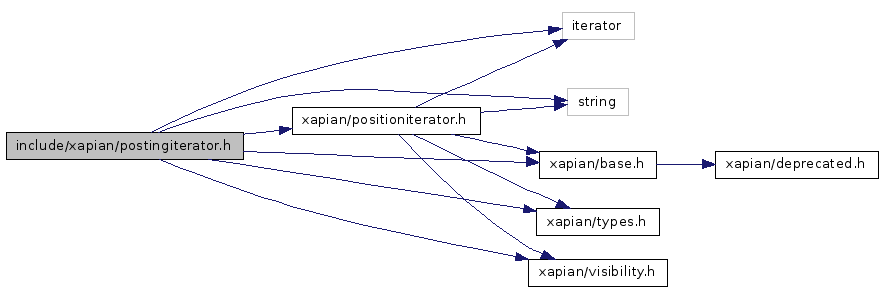 iterator
string
xapian/positioniterator.h
include/xapian/postingiterator.h
xapian/base.h
xapian/deprecated.h
xapian/types.h
xapian/visibility.h